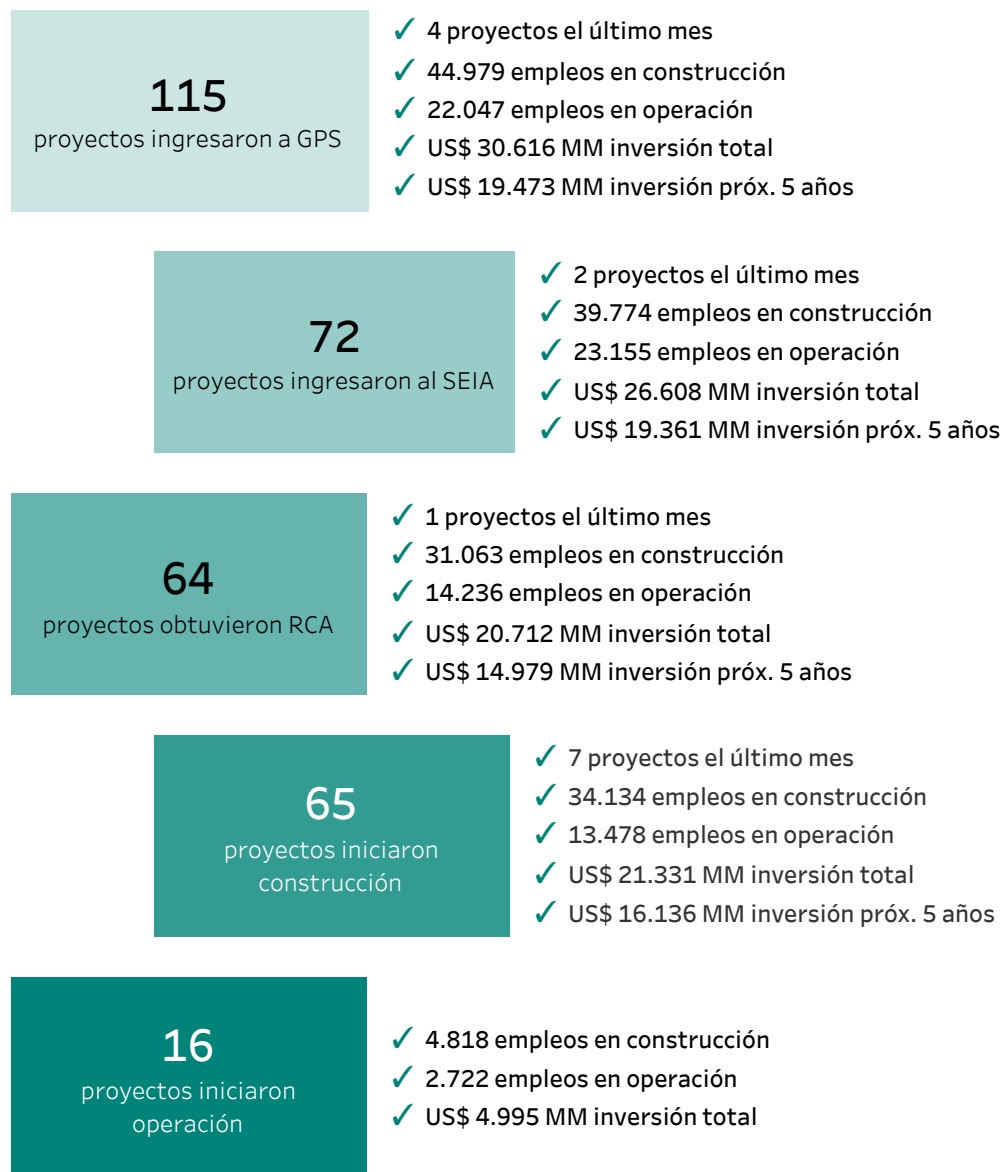 115
proyectos ingresaron a GPS
✓ 4 proyectos el último mes
✓ 44.979 empleos en construcción
✓ 22.047 empleos en operación
✓ US$ 30.616 MM inversión total
✓ US$ 19.473 MM inversión próx. 5 años
72
proyectos ingresaron al SEIA
✓ 2 proyectos el último mes
✓ 39.774 empleos en construcción
✓ 23.155 empleos en operación
✓ US$ 26.608 MM inversión total
✓ US$ 19.361 MM inversión próx. 5 años
64
proyectos obtuvieron RCA
✓ 1 proyectos el último mes
✓ 31.063 empleos en construcción
✓ 14.236 empleos en operación
✓ US$ 20.712 MM inversión total
✓ US$ 14.979 MM inversión próx. 5 años
65
proyectos iniciaron
construcción
✓ 7 proyectos el último mes
✓ 34.134 empleos en construcción
✓ 13.478 empleos en operación
✓ US$ 21.331 MM inversión total
✓ US$ 16.136 MM inversión próx. 5 años
16
proyectos iniciaron
operación
✓ 4.818 empleos en construcción
✓ 2.722 empleos en operación
✓ US$ 4.995 MM inversión total